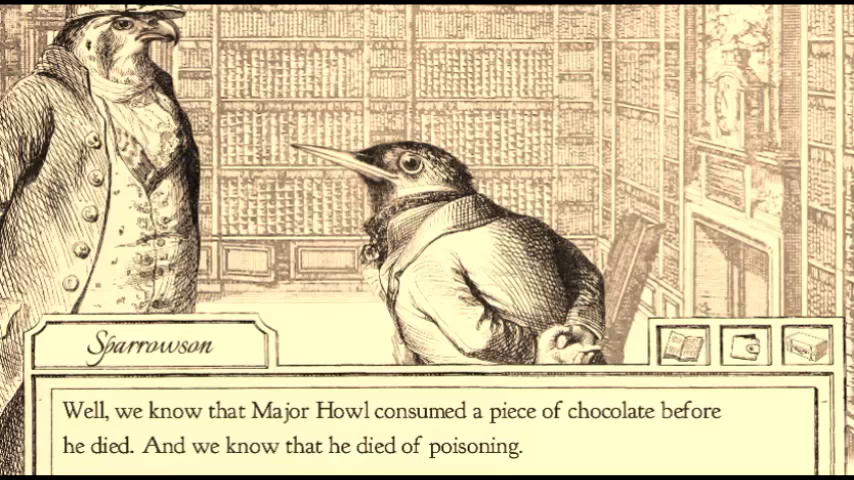 Sparrowson
Well, we know that Major Howl consumed a piece of chocolate before
he died. And we know that he died of poisoning.